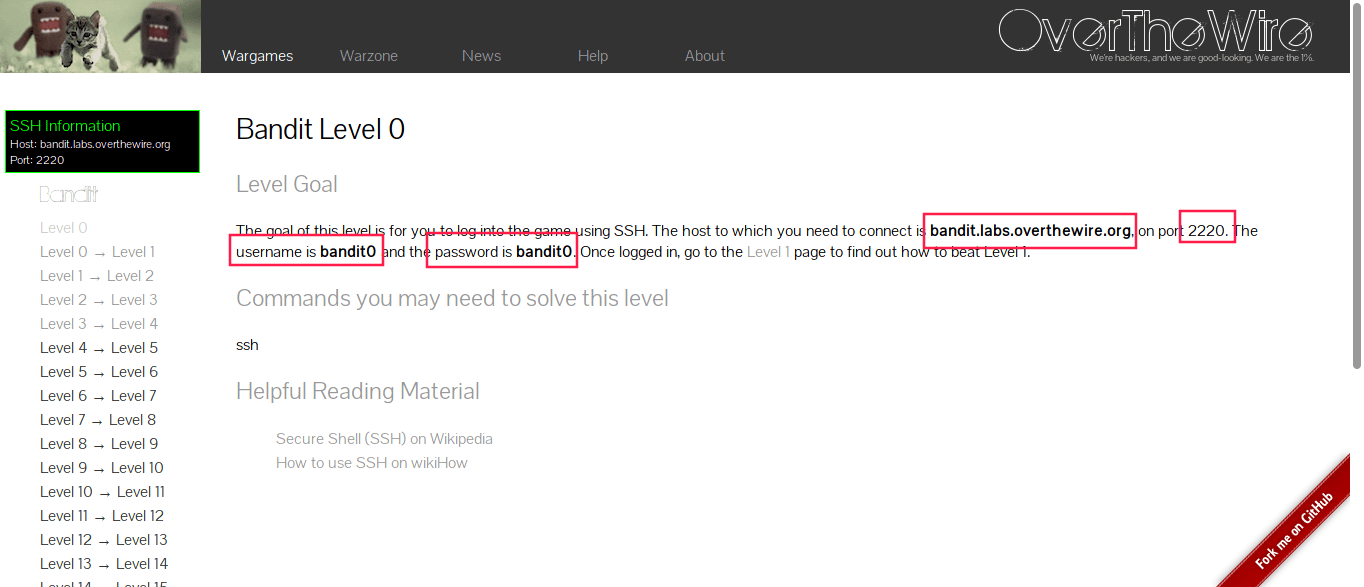 OverTheWire
We're hackers, and we are good-looking. We are the 1%.
Wargames Warzone News Help About
SSH Information
Host: bandit.labs.overthewire.org
Port: 2220
Bandit
Level 0
Level 0 → Level 1
Level 1 → Level 2
Level 2 → Level 3
Level 3 → Level 4
Level 4 → Level 5
Level 5 → Level 6
Level 6 → Level 7
Level 7 → Level 8
Level 8 → Level 9
Level 9 → Level 10
Level 10 → Level 11
Level 11 → Level 12
Level 12 → Level 13
Level 13 → Level 14
Level 14 → Level 15
Bandit Level 0
Level Goal
The goal of this level is for you to log into the game using SSH. The host to which you need to connect is bandit.labs.overthewire.org, on port 2220. The
username is bandit0 and the password is bandit0. Once logged in, go to the Level 1 page to find out how to beat Level 1.
Commands you may need to solve this level
ssh
Helpful Reading Material
Secure Shell (SSH) on Wikipedia
How to use SSH on wikiHow
Fork me on GitHub